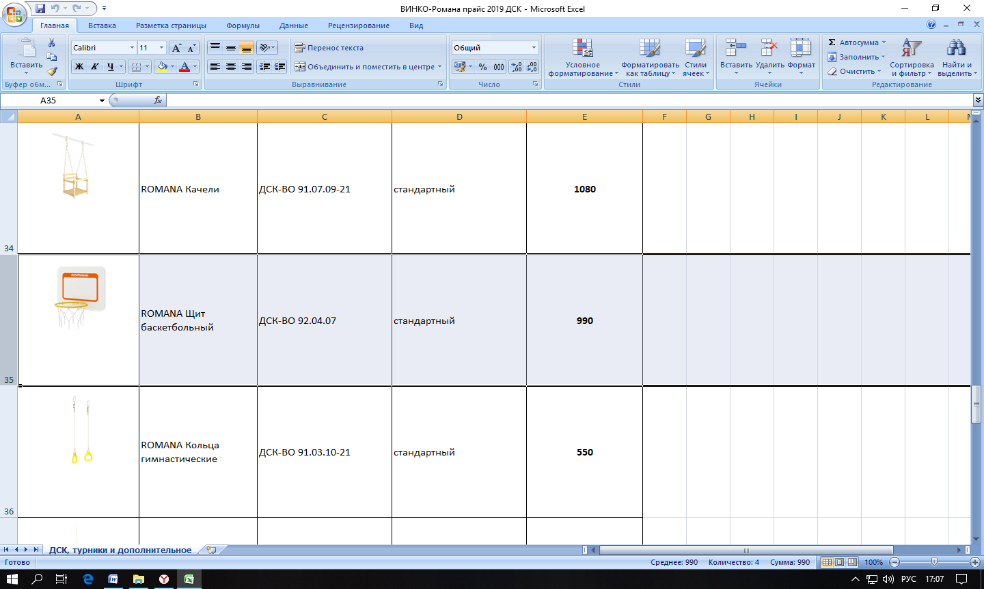 ВИНКО-Романа прайс 2019 ДСК - Microsoft Excel
Главная Вставка Разметка страницы Формулы Данные Рецензирование Вид
Вставить
Буфер обм...
Calibri 11
Ж К Ч
Шрифт
Перенос текста
Объединить и поместить в центре
Выравнивание
Общий
% 000
Число
Условное форматирование
Форматировать как таблицу
Стили ячеек
Стили
Вставить Удалить Формат
Ячейки
Σ Автосумма
Заполнить
Очистить
Сортировка и фильтр
Найти и выделить
Редактирование
A35 fx
A B C D E F G H I J K L M
34 ROMANA Качели ДСК-ВО 91.07.09-21 стандартный 1080
35 ROMANA Щит баскетбольный ДСК-ВО 92.04.07 стандартный 990
36 ROMANA Кольца гимнастические ДСК-ВО 91.03.10-21 стандартный 550
ДСК, турники и дополнительное
Готово Среднее: 990 Количество: 4 Сумма: 990 100%
РУС 17:07